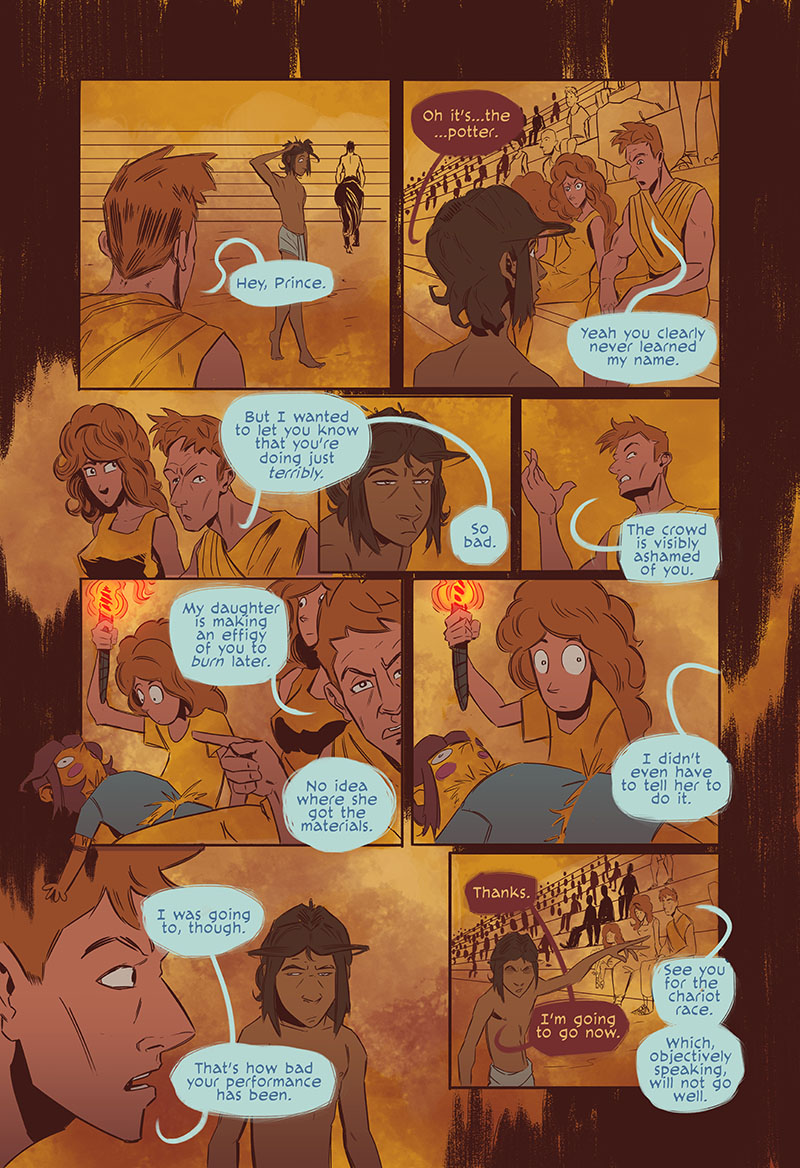 Hey, Prince.
Oh it's...the
...potter.
Yeah you clearly
never learned
my name.
But I wanted
to let you know
that you're
doing just
terribly.
So
bad.
The crowd
is visibly
ashamed
of you.
My daughter
is making
an effigy
of you to
burn later.
No idea
where she
got the
materials.
I didn't
even have
to tell her to
do it.
I was going
to, though.
That's how bad
your performance
has been.
Thanks.
I'm going
to go now.
See you
for the
chariot
race.
Which,
objectively
speaking,
will not go
well.